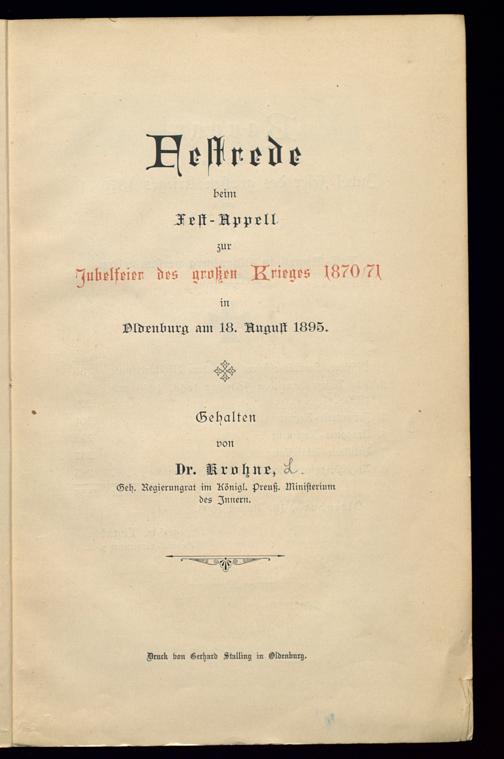 Festrede
beim
Fest-Appell
zur
Jubelfeier des großen Krieges 1870/71
in
Oldenburg am 18. August 1895.
Gehalten
von
Dr. Krohne, L.
Geh. Regierungrat im Königl. Preuß. Ministerium
des Innern.
Druck von Gerhard Stalling in Oldenburg.